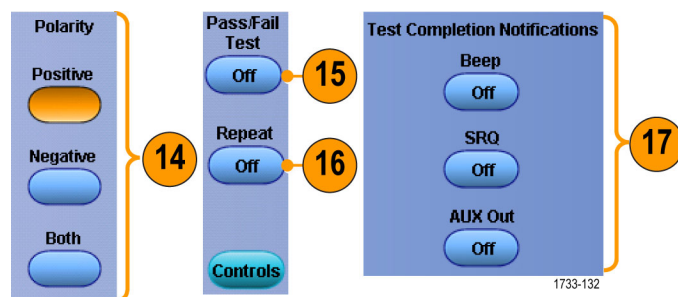 Polarity
Positive
Negative
Both
14
Pass/Fail
Test
Off
15
Repeat
Off
16
Controls
Test Completion Notifications
Beep
Off
SRQ
Off
AUX Out
Off
17
1733-132